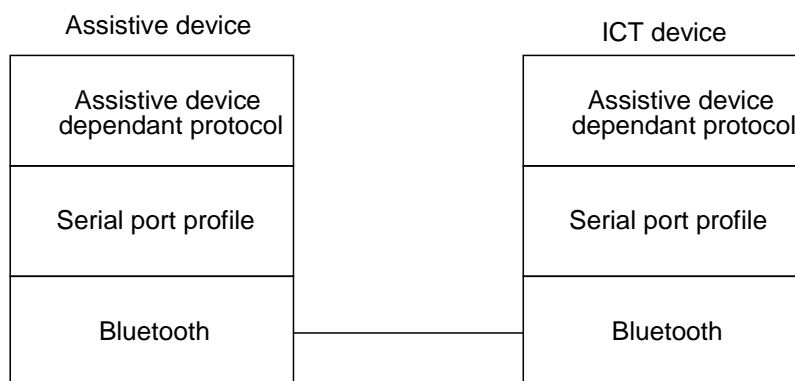 Assistive device
Assistive device
dependant protocol
Serial port profile
Bluetooth
ICT device
Assistive device
dependant protocol
Serial port profile
Bluetooth